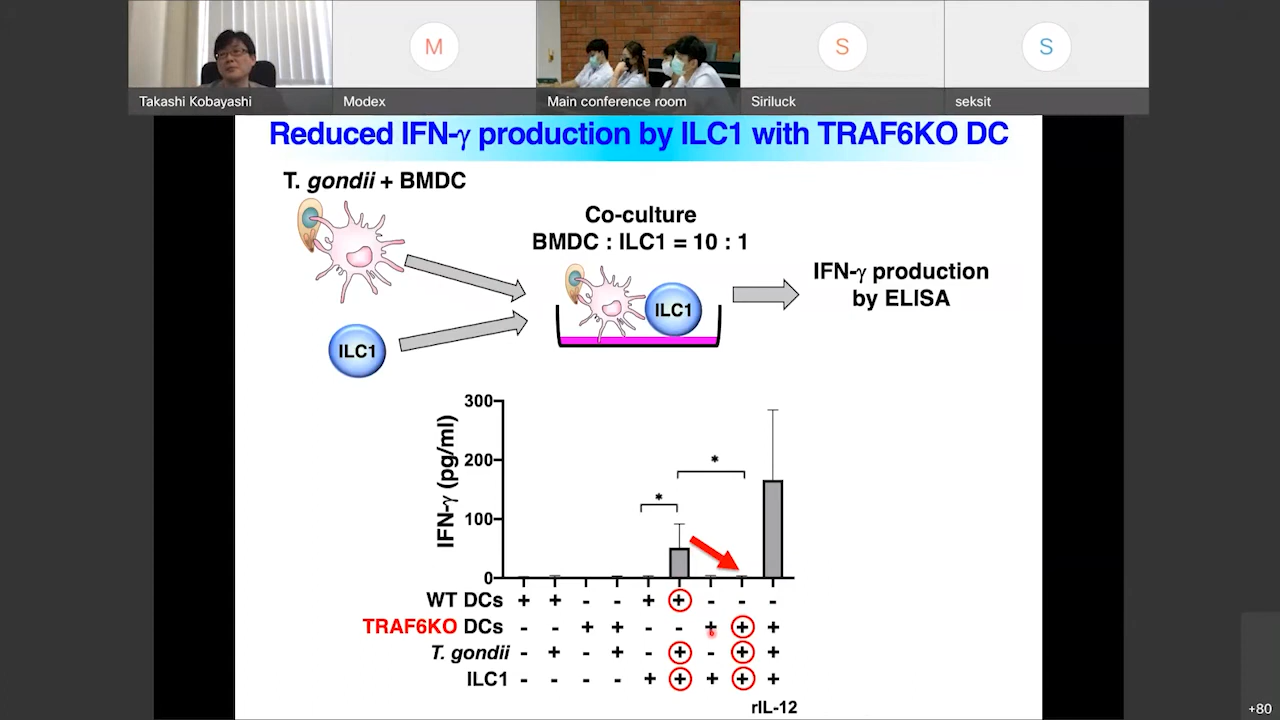 M
S
S
Takashi Kobayashi
Modex
Main conference room
Siriluck
seksit
Reduced IFN-γ production by ILC1 with TRAF6KO DC
T. gondii + BMDC
Co-culture
BMDC : ILC1 = 10 : 1
IFN-γ production
by ELISA
ILC1
ILC1
300
200
100
0
IFN-γ (pg/ml)
*
*
WT DCs + + - - + + - - -
TRAF6KO DCs - - + + - - + + +
T. gondii - + - + - + - + +
ILC1 - - - - + + + + +
rIL-12
+80